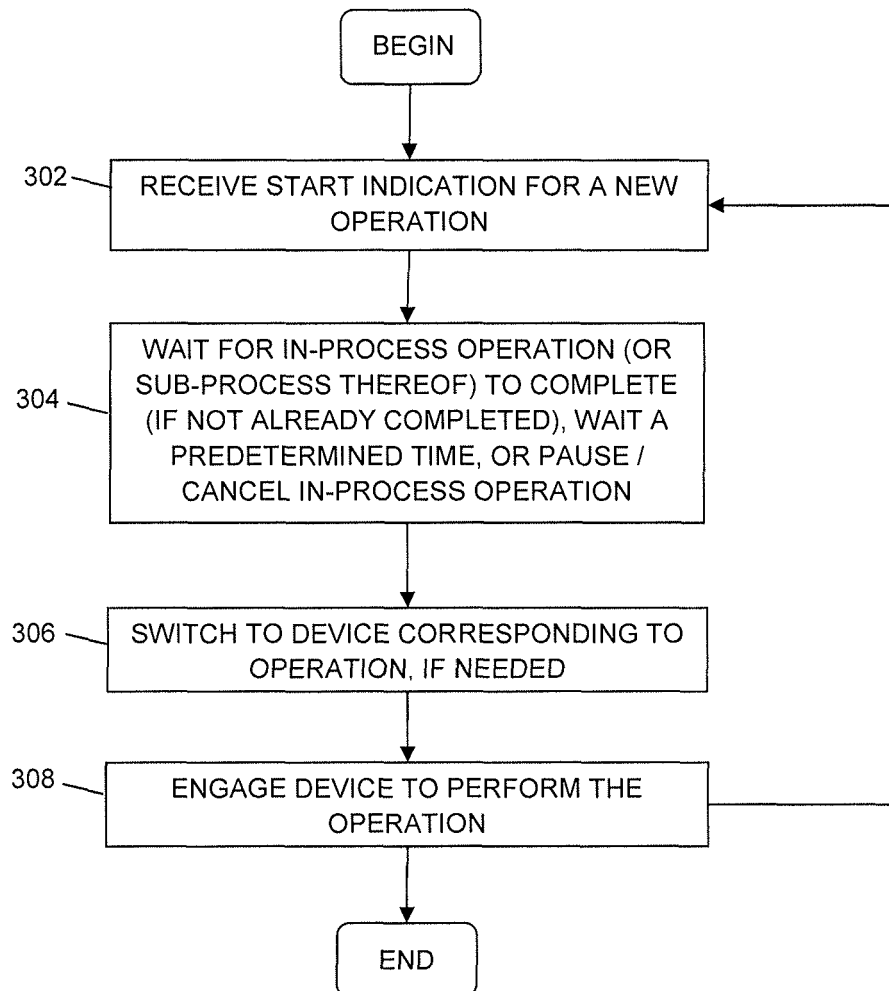 BEGIN
302
RECEIVE START INDICATION FOR A NEW
OPERATION
304
WAIT FOR IN-PROCESS OPERATION (OR
SUB-PROCESS THEREOF) TO COMPLETE
(IF NOT ALREADY COMPLETED), WAIT A
PREDETERMINED TIME, OR PAUSE /
CANCEL IN-PROCESS OPERATION
306
SWITCH TO DEVICE CORRESPONDING TO
OPERATION, IF NEEDED
308
ENGAGE DEVICE TO PERFORM THE
OPERATION
END